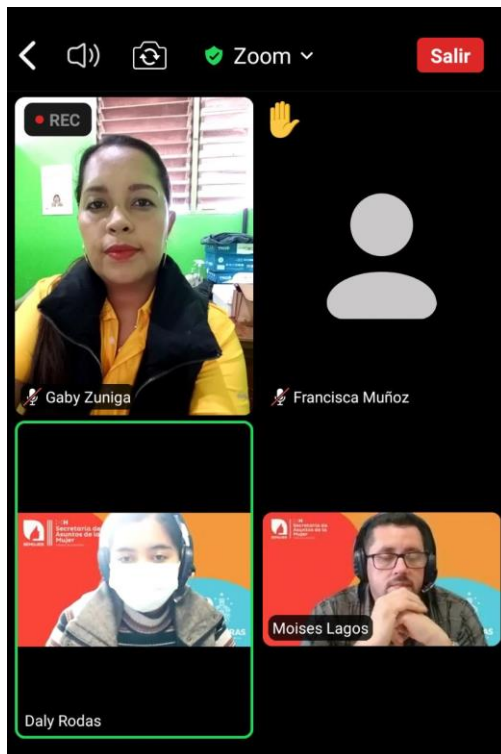 Zoom
Salir
REC
Gaby Zuniga
Francisca Muñoz
Secretaría de
Asuntos de la
Mujer
Daly Rodas
Secretaría de
Asuntos de la
Mujer
Moises Lagos
RAS